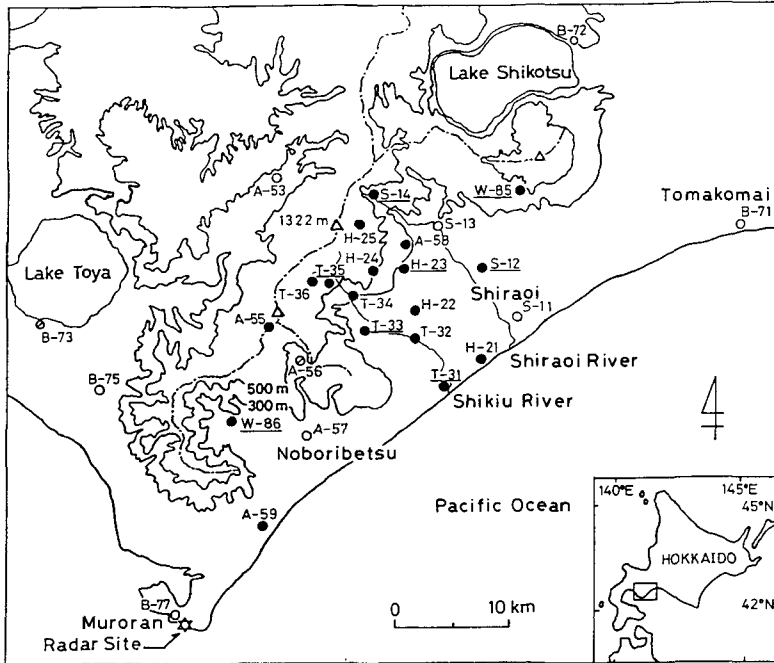 B-72
Lake Shikotsu
A-53
S-14
W-85
Tomakomai
B-71
1322 m
H-25
S-13
A-58
H-24
H-23
S-12
Lake Toya
T-35
T-36
T-34
H-22
Shiraoi
S-11
B-73
A-55
T-33
T-32
A-56
H-21
Shiraoi River
B-75
500 m
300 m
T-31
Shikiu River
W-86
A-57
Noboribetsu
4
Pacific Ocean
140°E
145°E
45°N
A-59
HOKKAIDO
42°N
B-77
Muroran
Radar Site
0
10 km